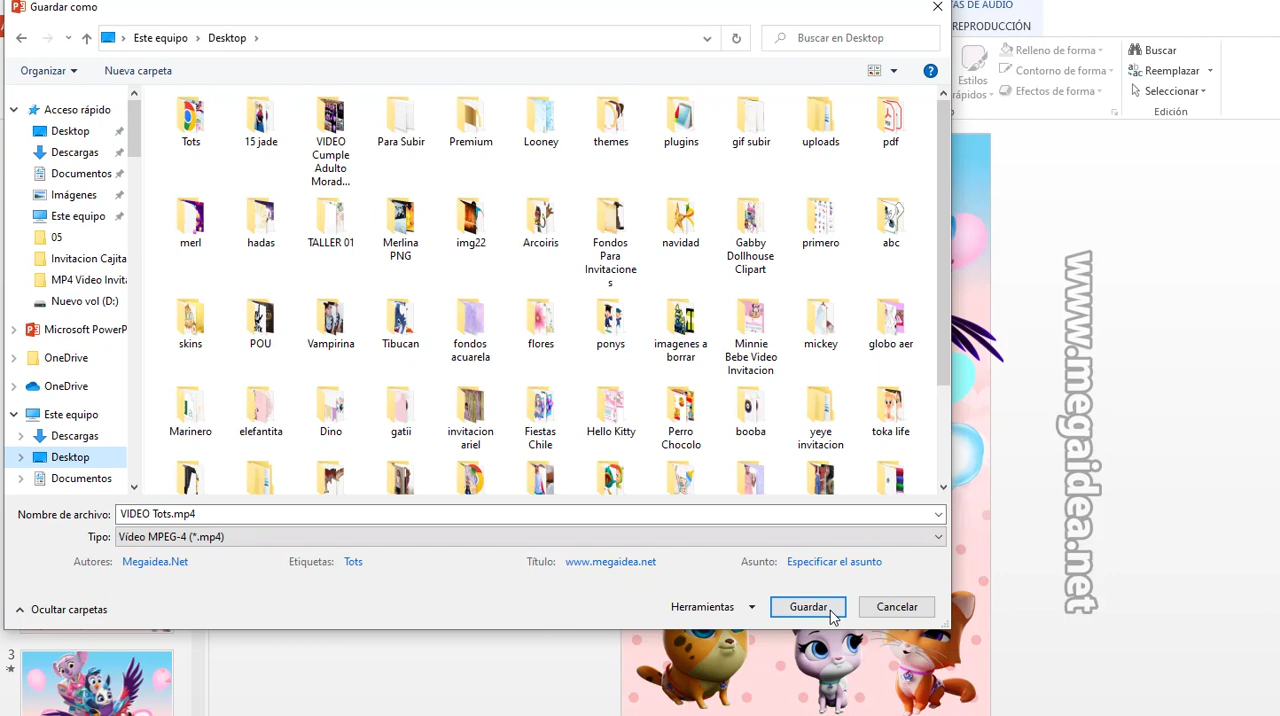 Guardar como
TAS DE AUDIO
REPRODUCCIÓN
Este equipo
Desktop
Buscar en Desktop
Organizar
Nueva carpeta
Relleno de forma
Contorno de forma
Efectos de forma
Estilos
rápidos
Buscar
Reemplazar
Seleccionar
Edición
Acceso rápido
Desktop
Descargas
Documentos
Imágenes
Este equipo
05
Invitacion Cajita
MP4 Video Invita
Nuevo vol (D:)
Microsoft PowerP
OneDrive
OneDrive
Este equipo
Descargas
Desktop
Documentos
Tots
15 jade
VIDEO
Cumple
Adulto
Morad...
Para Subir
Premium
Looney
themes
plugins
gif subir
uploads
pdf
merl
hadas
TALLER 01
Merlina
PNG
img22
Arcoiris
Fondos
Para
Invitacione
s
navidad
Gabby
Dollhouse
Clipart
primero
abc
skins
POU
Vampirina
Tibucan
fondos
acuarela
flores
ponys
imagenes a
borrar
Minnie
Bebe Video
Invitacion
mickey
globo aer
Marinero
elefantita
Dino
gatii
invitacion
ariel
Fiestas
Chile
Hello Kitty
Perro
Chocolo
booba
yeye
invitacion
toka life
Nombre de archivo: VIDEO Tots.mp4
Tipo: Vídeo MPEG-4 (*.mp4)
Autores: Megaidea.Net
Etiquetas: Tots
Título: www.megaidea.net
Asunto: Especificar el asunto
Ocultar carpetas
Herramientas
Guardar
Cancelar
3
www.megaidea.net